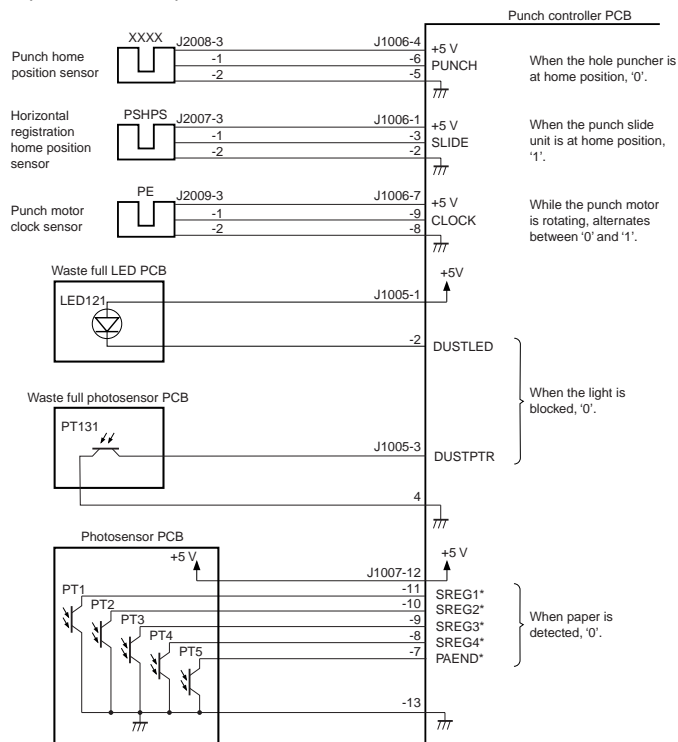 Punch controller PCB
XXXX
J2008-3
J1006-4
+5 V
Punch home
position sensor
-1
-6
PUNCH
-2
-5
When the hole puncher is
at home position, '0'.
Horizontal
registration
home position
sensor
PSHPS
J2007-3
J1006-1
+5 V
-1
-3
SLIDE
-2
-2
When the punch slide
unit is at home position,
'1'.
PE
J2009-3
J1006-7
+5 V
Punch motor
clock sensor
-1
-9
CLOCK
-2
-8
While the punch motor
is rotating, alternates
between '0' and '1'.
Waste full LED PCB
+5V
LED121
J1005-1
-2
DUSTLED
When the light is
blocked, '0'.
Waste full photosensor PCB
PT131
J1005-3
DUSTPTR
4
Photosensor PCB
+5 V
+5 V
J1007-12
PT1
-11
SREG1*
PT2
-10
SREG2*
PT3
-9
SREG3*
PT4
-8
SREG4*
PT5
-7
PAEND*
When paper is
detected, '0'.
-13